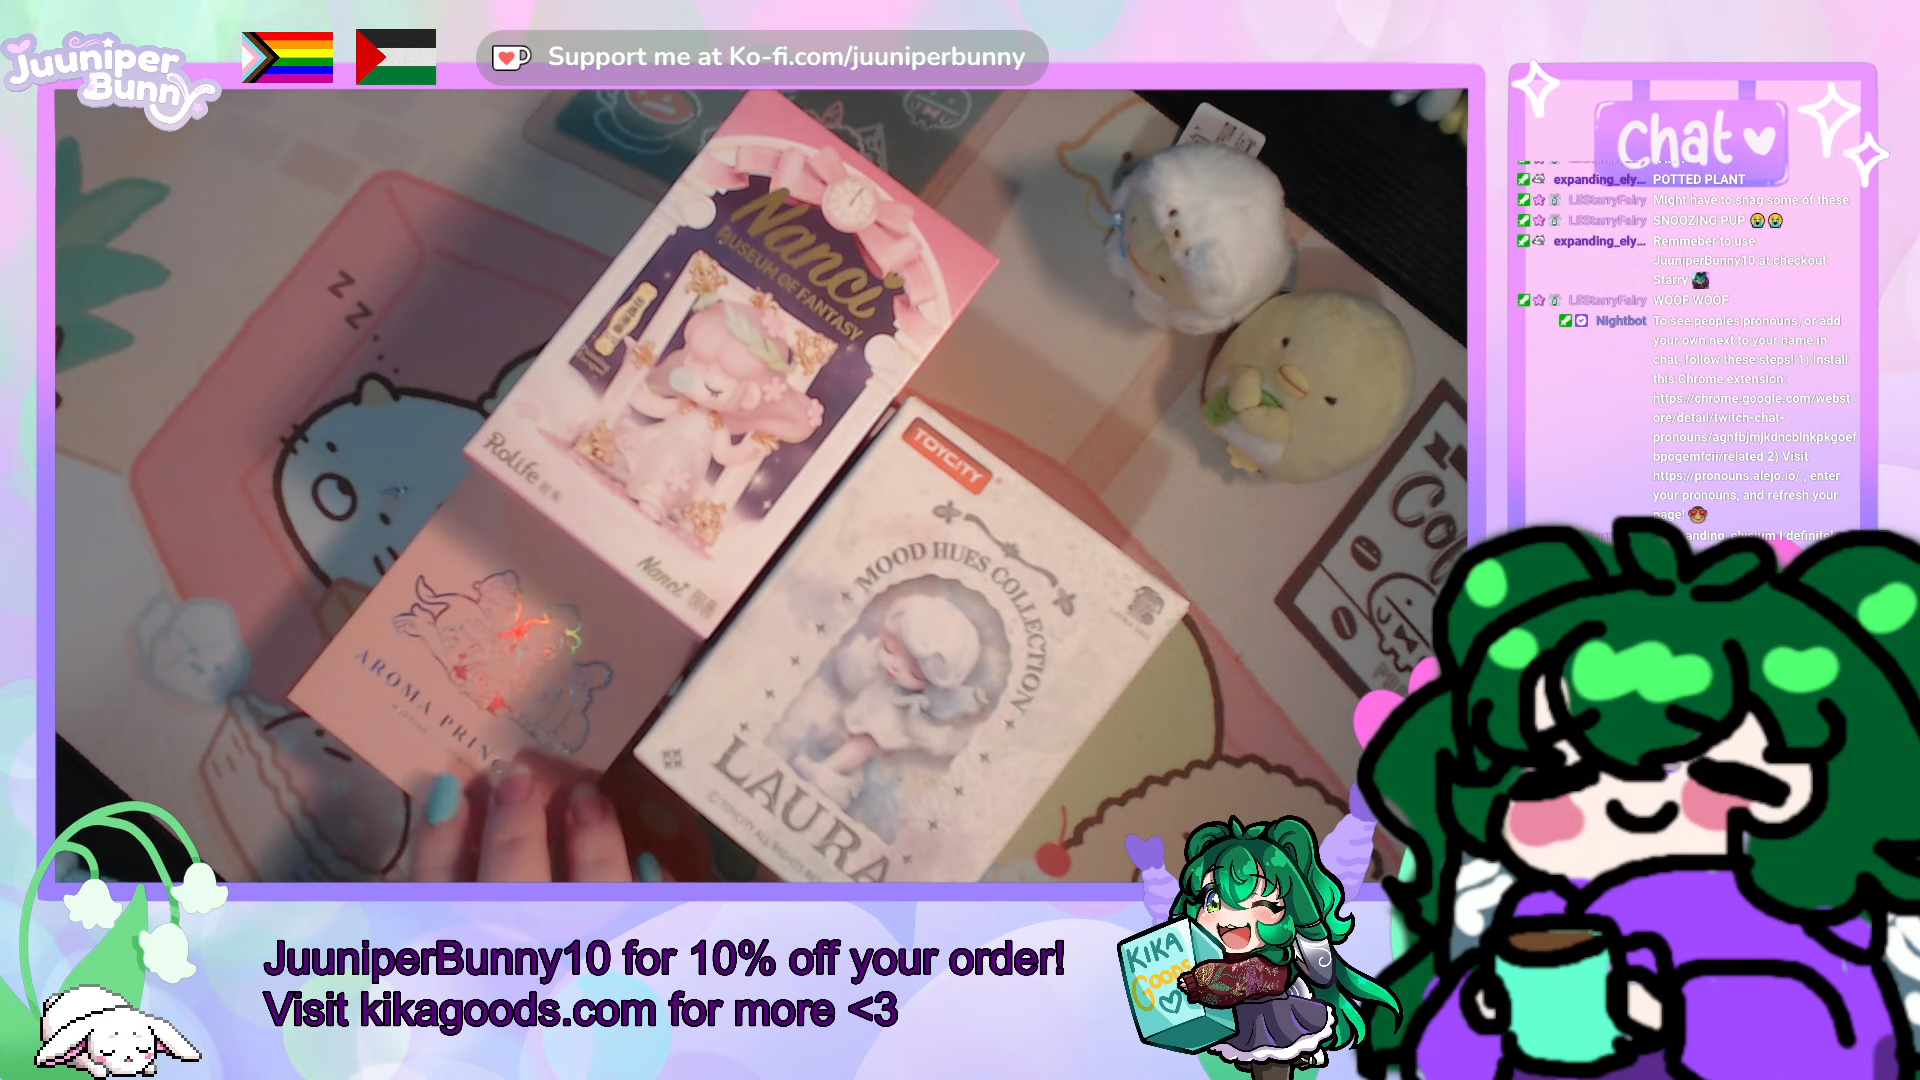 Juuniper
Bunny
Support me at Ko-fi.com/juuniperbunny
Chat
expanding_ely... POTTED PLANT
LilStarryFairy Might have to snag some of these
LilStarryFairy SNOOZING PUP
expanding_ely... Remmeber to use
JuuniperBunny10 at checkout
Starry
LilStarryFairy WOOF WOOF
Nightbot To see peoples pronouns, or add
your own next to your name in
chat, follow these steps! 1) Install
this Chrome extension:
https://chrome.google.com/webst
ore/detail/twitch-chat-
pronouns/agnfbjmjkdncblnkpkgoef
bpogemfcii/related 2) Visit
https://pronouns.alejo.io/ , enter
your pronouns, and refresh your
page!
Nanci
MUSEUM OF FANTASY
Rolife
Nanci
Z Z
TOYCITY
MOOD HUES COLLECTION
LAURA
AROMA PRINC
JuuniperBunny10 for 10% off your order!
Visit kikagoods.com for more <3
KIKA
Goods